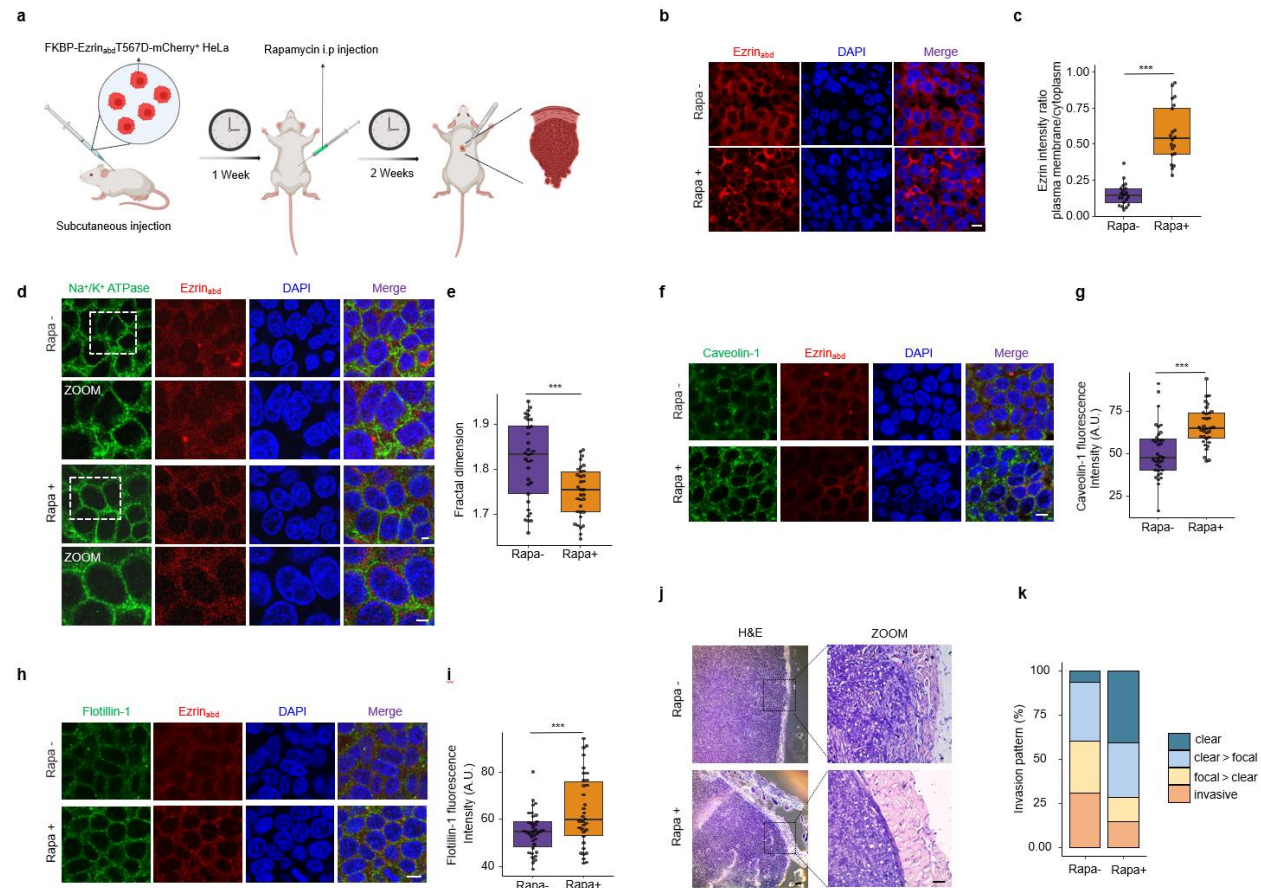 a
FKBP-EzrinabdT567D-mCherry+ HeLa
Rapamycin i.p injection
1 Week
2 Weeks
Subcutaneous injection
b
Ezrinabd
DAPI
Merge
Rapa -
Rapa +
c
***
Ezrin intensity ratio
plasma membrane/cytoplasm
1.00
0.75
0.50
0.25
0.00
Rapa-
Rapa+
d
Na+/K+ ATPase
Ezrinabd
DAPI
Merge
Rapa -
ZOOM
Rapa +
ZOOM
e
***
Fractal dimension
1.9
1.8
1.7
Rapa-
Rapa+
f
Caveolin-1
Ezrinabd
DAPI
Merge
Rapa -
Rapa +
g
***
Caveolin-1 fluorescence
Intensity (A.U.)
75
50
25
Rapa-
Rapa+
h
Flotillin-1
Ezrinabd
DAPI
Merge
Rapa -
Rapa +
i
***
Flotillin-1 fluorescence
Intensity (A.U.)
80
60
40
Rapa-
Rapa+
j
H&E
ZOOM
Rapa -
Rapa +
k
Invasion pattern (%)
100
75
50
25
0.00
Rapa-
Rapa+
clear
clear > focal
focal > clear
invasive